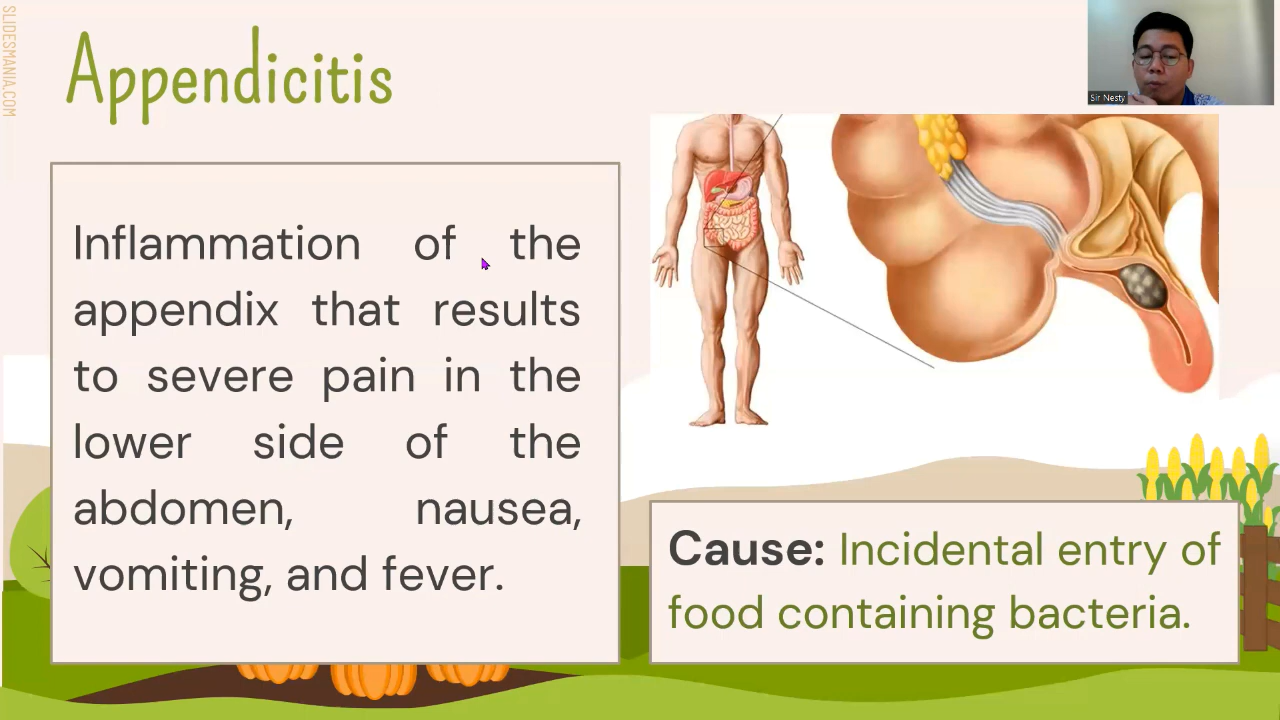 SLIDESMANIA.COM
Appendicitis
Sir Nesty
Inflammation of the
appendix that results
to severe pain in the
lower side of the
abdomen, nausea,
vomiting, and fever.
Cause: Incidental entry of
food containing bacteria.